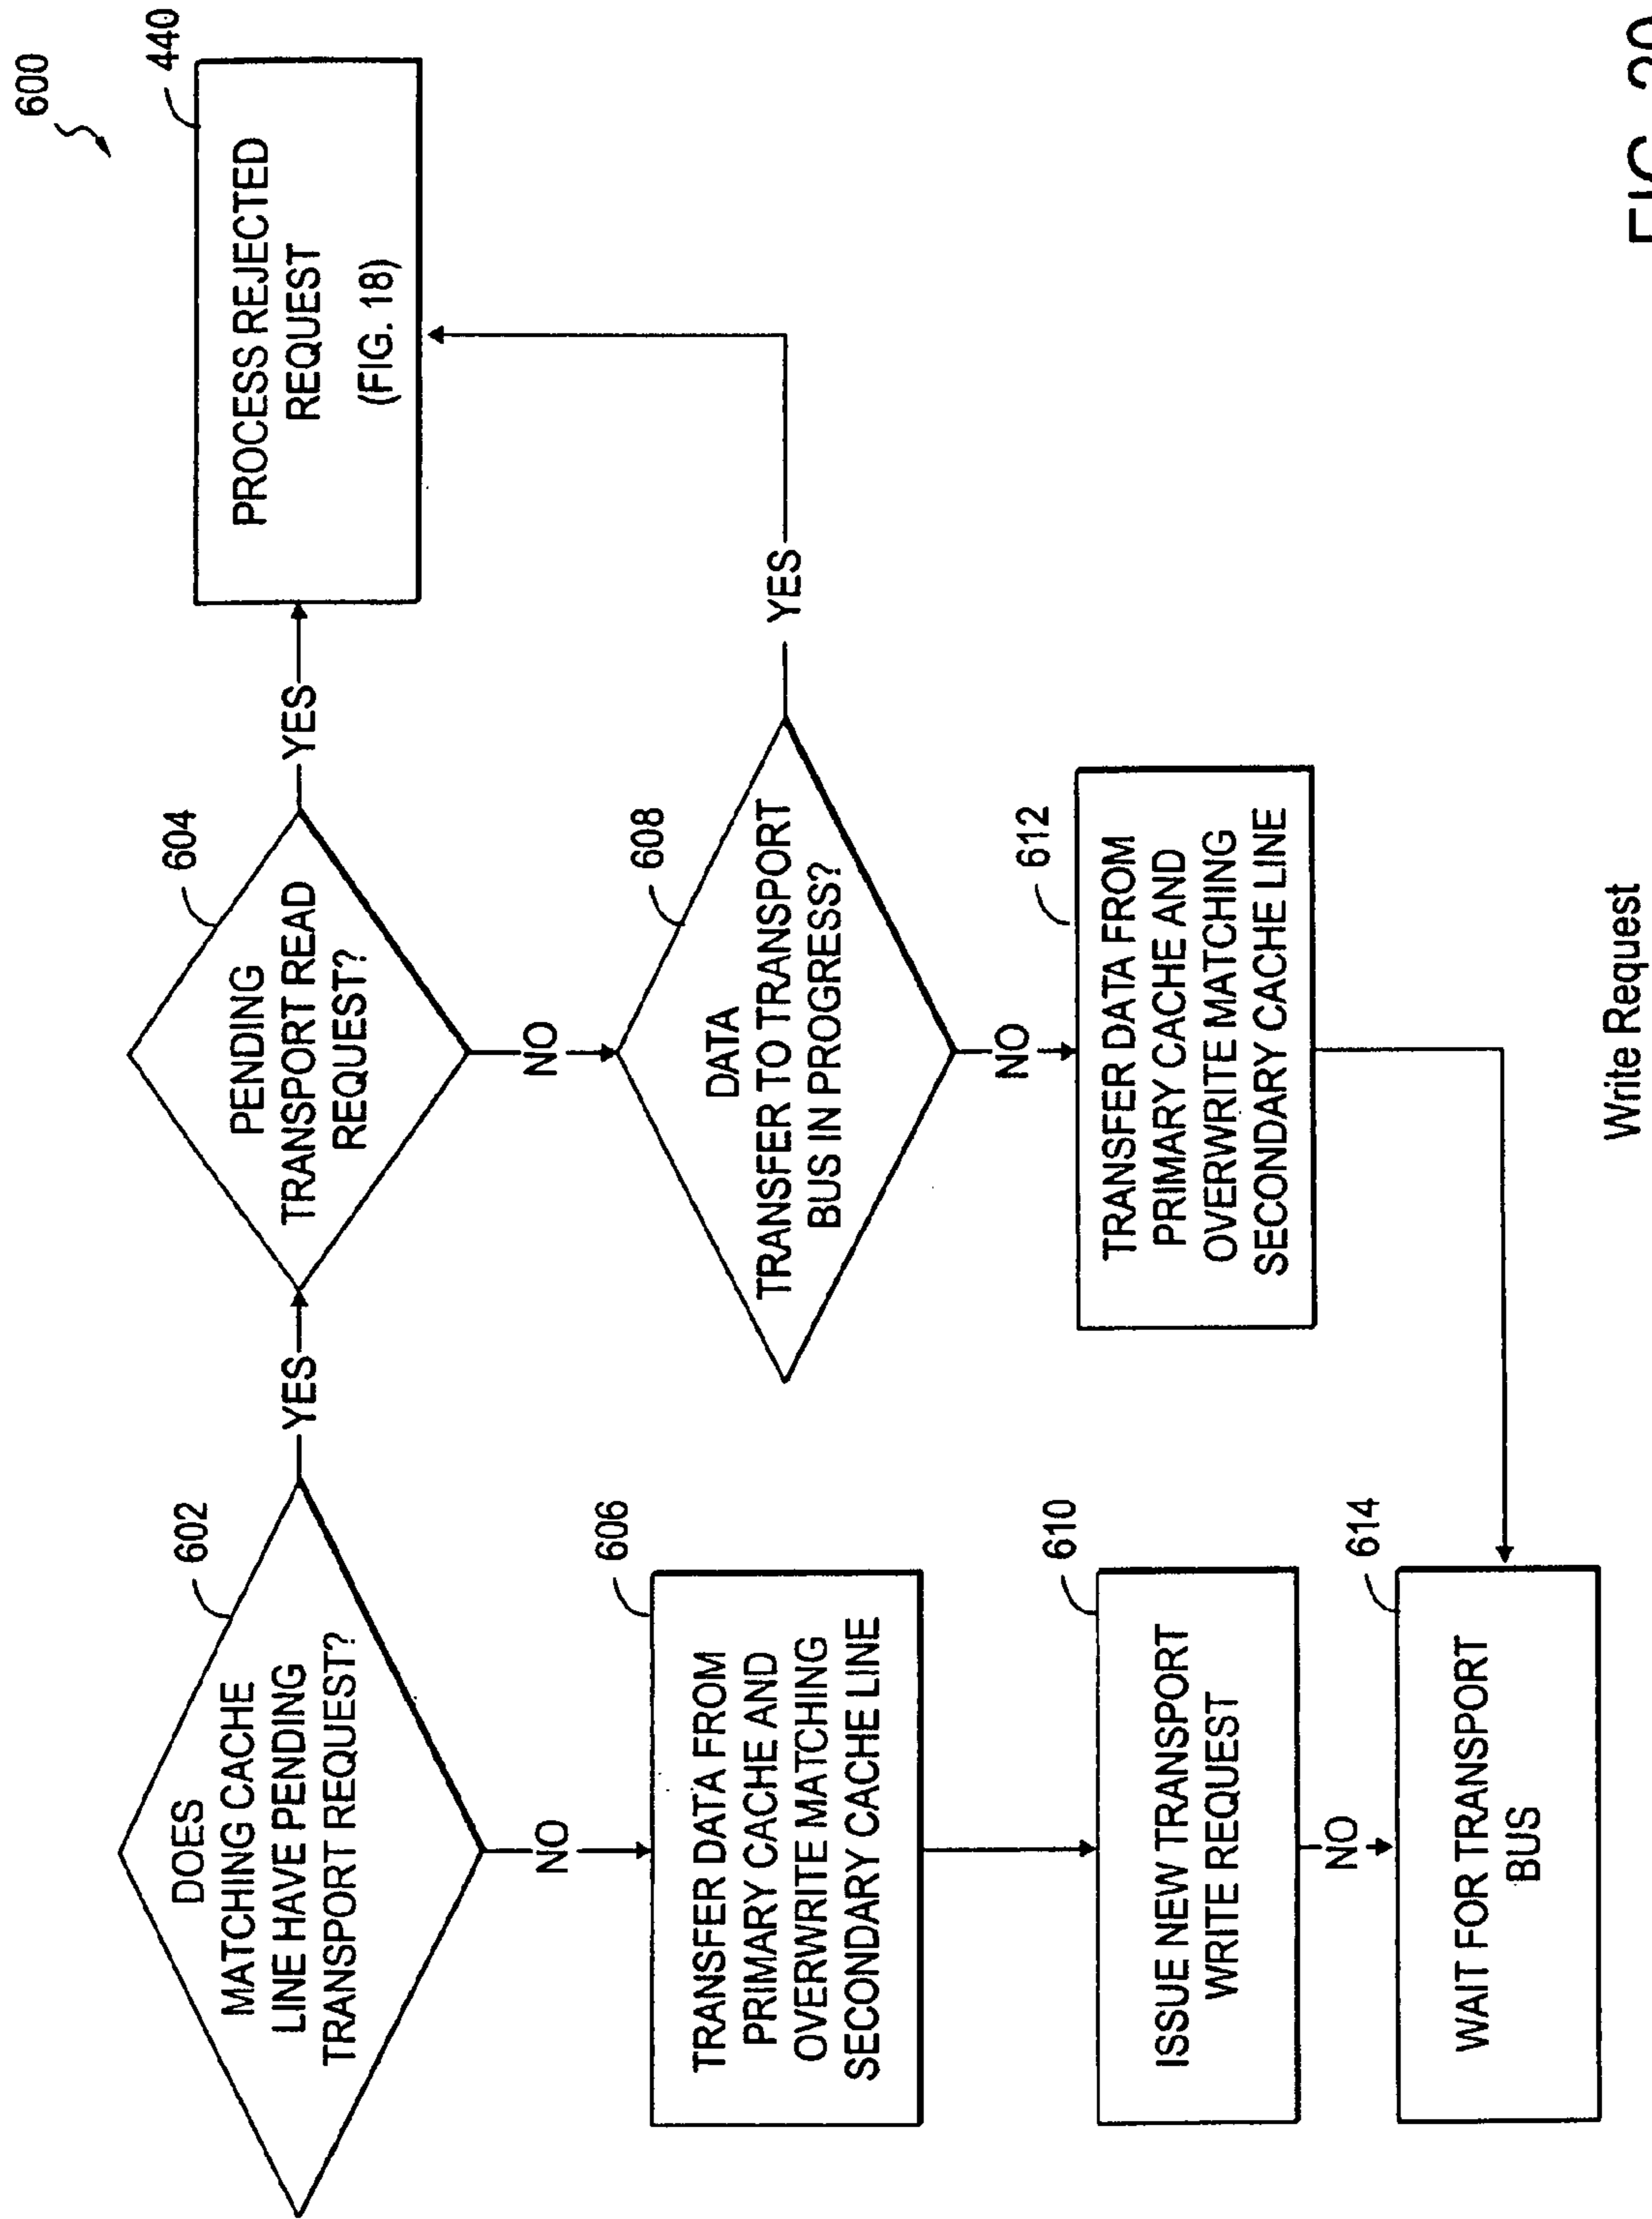 600
602
DOES
MATCHING CACHE
LINE HAVE PENDING
TRANSPORT REQUEST?
YES
604
PENDING
TRANSPORT READ
REQUEST?
YES
440
PROCESS REJECTED
REQUEST
(FIG. 18)
NO
NO
606
TRANSFER DATA FROM
PRIMARY CACHE AND
OVERWRITE MATCHING
SECONDARY CACHE LINE
608
DATA
TRANSFER TO TRANSPORT
BUS IN PROGRESS?
YES
NO
610
ISSUE NEW TRANSPORT
WRITE REQUEST
612
TRANSFER DATA FROM
PRIMARY CACHE AND
OVERWRITE MATCHING
SECONDARY CACHE LINE
NO
614
WAIT FOR TRANSPORT
BUS
Write Request
FIG.